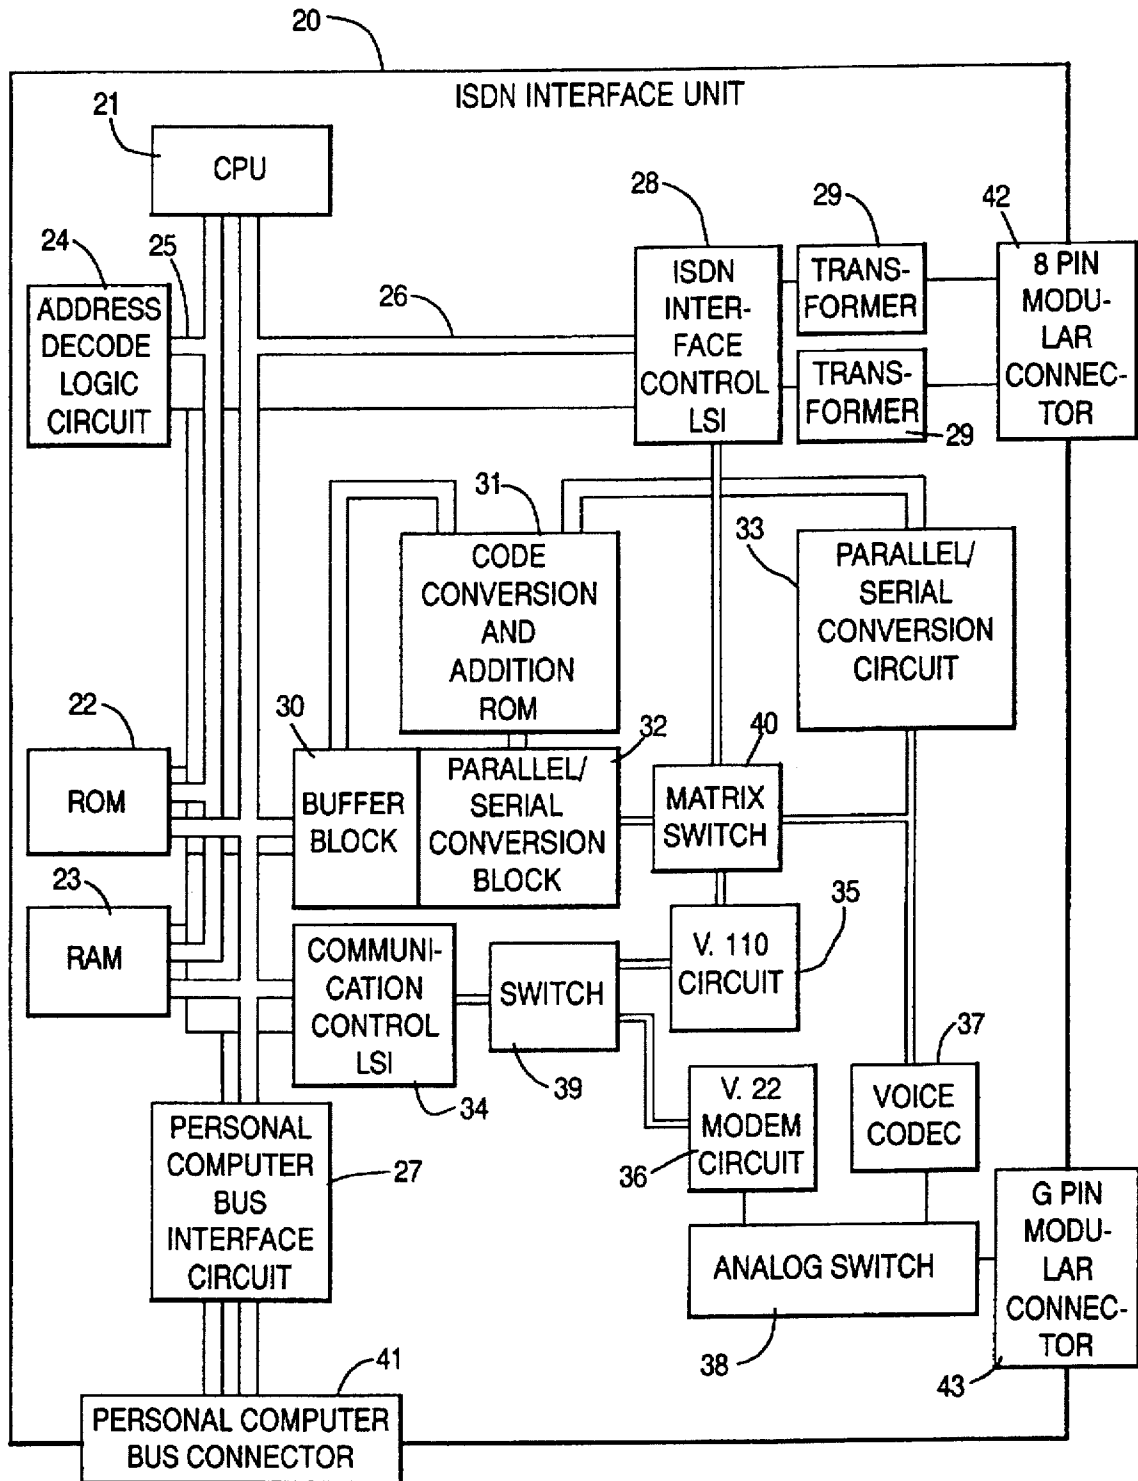 20
ISDN INTERFACE UNIT
21
CPU
28
29
42
24
25
26
ADDRESS
DECODE
LOGIC
CIRCUIT
ISDN
INTER-
FACE
CONTROL
LSI
TRANS-
FORMER
TRANS-
FORMER
29
8 PIN
MODU-
LAR
CONNEC-
TOR
31
CODE
CONVERSION
AND
ADDITION
ROM
33
PARALLEL/
SERIAL
CONVERSION
CIRCUIT
22
ROM
30
BUFFER
BLOCK
32
PARALLEL/
SERIAL
CONVERSION
BLOCK
40
MATRIX
SWITCH
23
RAM
COMMUNI-
CATION
CONTROL
LSI
34
SWITCH
39
V. 110
CIRCUIT
35
37
VOICE
CODEC
V. 22
MODEM
CIRCUIT
36
PERSONAL
COMPUTER
BUS
INTERFACE
CIRCUIT
27
ANALOG SWITCH
38
G PIN
MODU-
LAR
CONNEC-
TOR
43
41
PERSONAL COMPUTER
BUS CONNECTOR